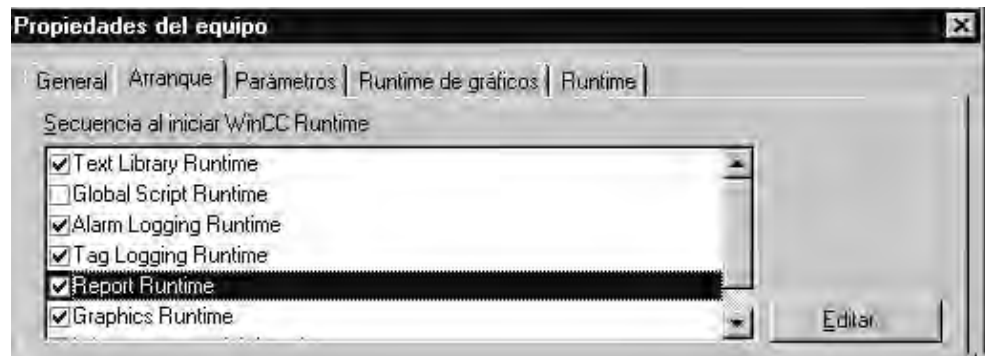 Propiedades del equipo
General Arranque Parámetros Runtime de gráficos Runtime
Secuencia al iniciar WinCC Runtime
Text Library Runtime
Global Script Runtime
Alarm Logging Runtime
Tag Logging Runtime
Report Runtime
Graphics Runtime
Editar